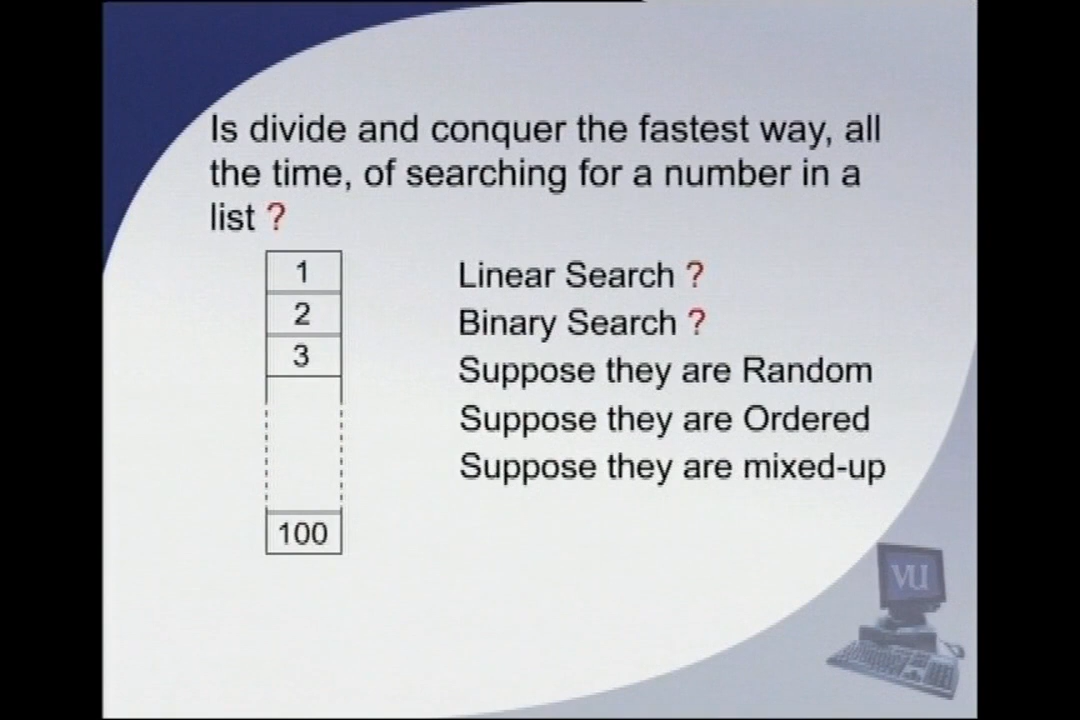 Is divide and conquer the fastest way, all
the time, of searching for a number in a
list ?
1
2
3
100
Linear Search ?
Binary Search ?
Suppose they are Random
Suppose they are Ordered
Suppose they are mixed-up
VU